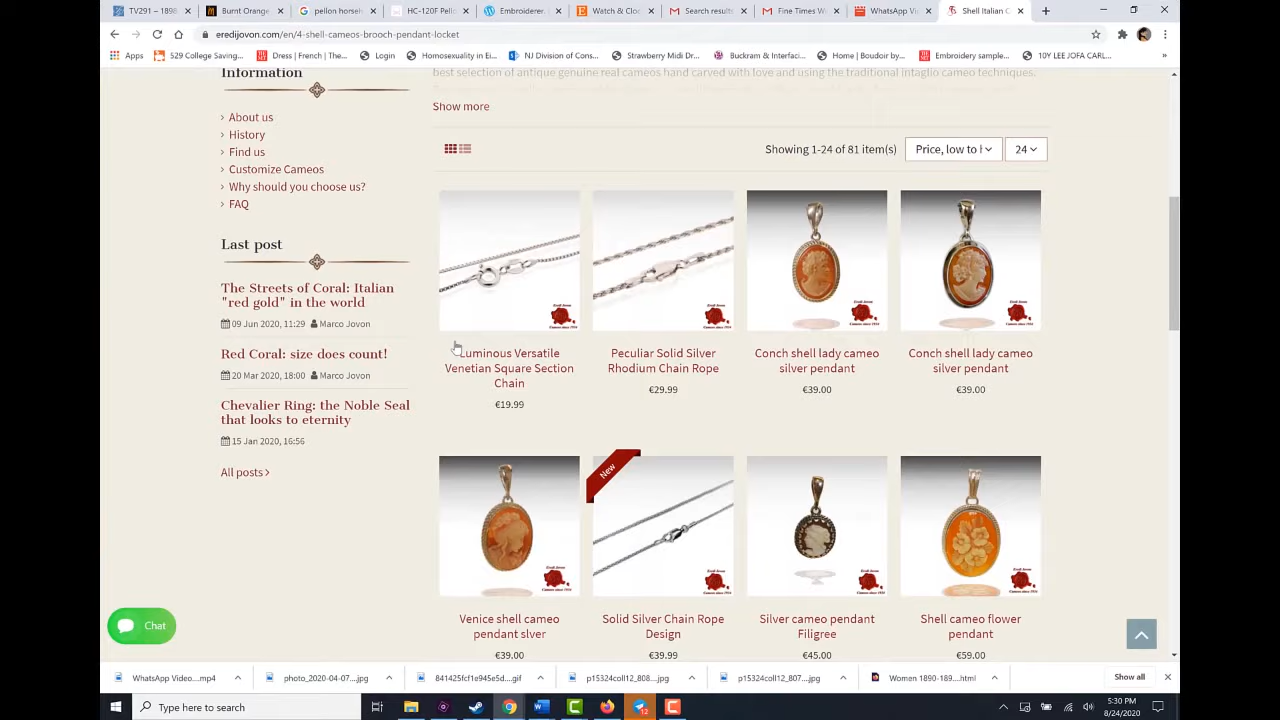 TV291 – 1898
Burnt Orange
pellon horseh
HC-120F Pello
Embroiderer
Watch & Cloc
Search results
Fine Times W
WhatsApp Vi
Shell Italian C
eredijovon.com/en/4-shell-cameos-brooch-pendant-locket
Apps
529 College Saving...
Dress | French | The...
Login
Homosexuality in Ei...
NJ Division of Cons...
Strawberry Midi Dr...
Buckram & Interfaci...
Home | Boudoir by...
Embroidery sample...
10Y LEE JOFA CARL...
»
Information
› About us
› History
› Find us
› Customize Cameos
› Why should you choose us?
› FAQ
Last post
The Streets of Coral: Italian
"red gold" in the world
09 Jun 2020, 11:29 Marco Jovon
Red Coral: size does count!
20 Mar 2020, 18:00 Marco Jovon
Chevalier Ring: the Noble Seal
that looks to eternity
15 Jan 2020, 16:56
All posts
best selection of antique genuine real cameos hand carved with love and using the traditional intaglio cameo techniques.
Show more
Showing 1-24 of 81 item(s)
Price, low to h
24
Luminous Versatile
Venetian Square Section
Chain
€19.99
Peculiar Solid Silver
Rhodium Chain Rope
€29.99
Conch shell lady cameo
silver pendant
€39.00
Conch shell lady cameo
silver pendant
€39.00
New
Venice shell cameo
pendant slver
€39.00
Solid Silver Chain Rope
Design
€39.99
Silver cameo pendant
Filigree
€45.00
Shell cameo flower
pendant
€59.00
Chat
WhatsApp Video....mp4
photo_2020-04-07....jpg
841425fcf1e945e5d....gif
p15324coll12_808....jpg
p15324coll12_807....jpg
Women 1890-189....html
Show all
Type here to search
12
5:30 PM
8/24/2020